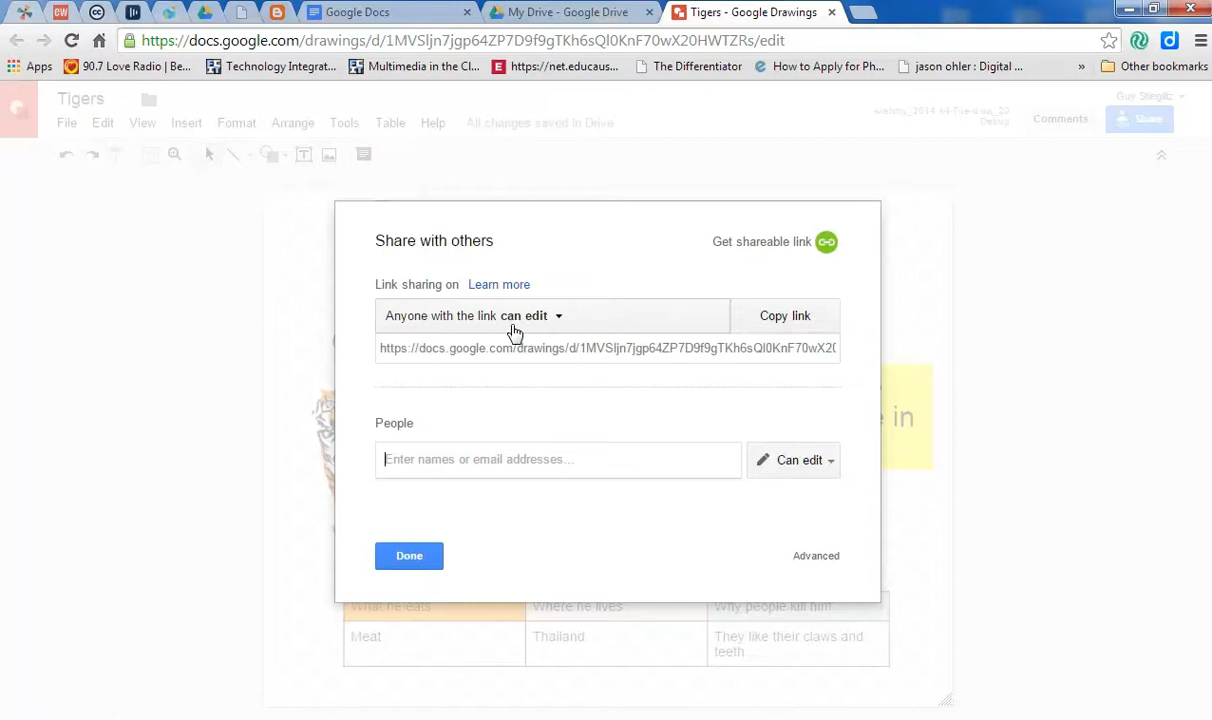 Google Docs
My Drive - Google Drive
Tigers - Google Drawings
https://docs.google.com/drawings/d/1MVSljn7jgp64ZP7D9f9gTKh6sQl0KnF70wX20HWTZRs/edit
Apps
90.7 Love Radio | Be...
Technology Integrat...
Multimedia in the Cl...
https://net.educaus...
The Differentiator
How to Apply for Ph...
jason ohler : Digital ...
»
Other bookmarks
Tigers
File Edit View Insert Format Arrange Tools Table Help All changes saved in Drive
Debug
Comments
Share
Share with others
Get shareable link
Link sharing on Learn more
Anyone with the link can edit
Copy link
https://docs.google.com/drawings/d/1MVSljn7jgp64ZP7D9f9gTKh6sQl0KnF70wX20
People
Enter names or email addresses...
Can edit
Done
Advanced
in
What he eats
Where he lives
Why people kill him
Meat
Thailand
They like their claws and
teeth...